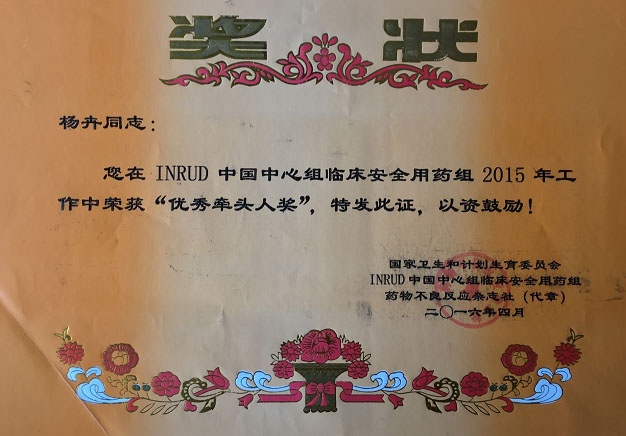 奖 状
杨卉同志：
您在 INRUD 中国中心组临床安全用药组 2015 年工
作中荣获“优秀牵头人奖”，特发此证，以资鼓励！
国家卫生和计划生育委员会
INRUD 中国中心组临床安全用药组
药物不良反应杂志社（代章）
二〇一六年四月